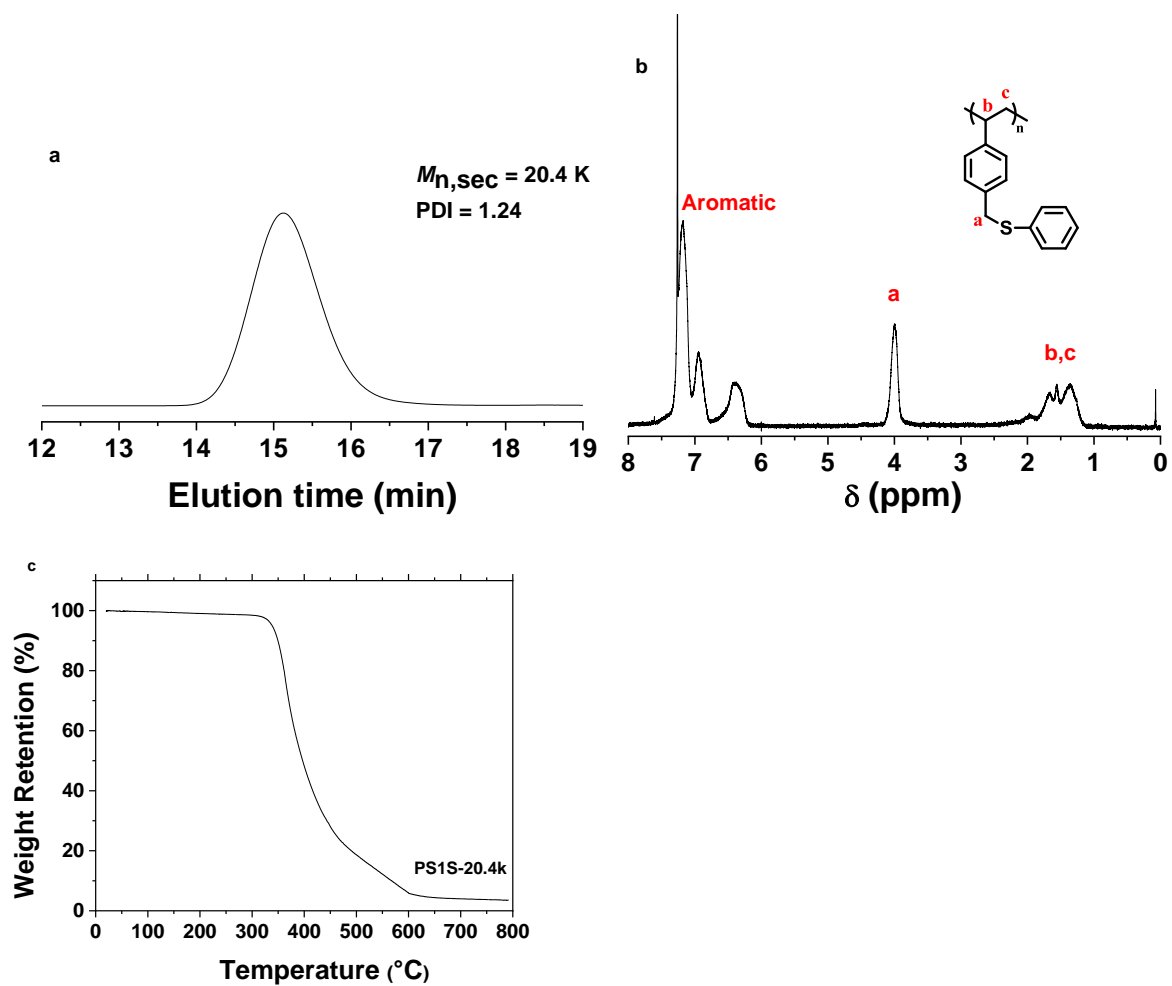 a
Mn,sec = 20.4 K
PDI = 1.24
12 13 14 15 16 17 18 19
Elution time (min)
b
b
c
n
a
S
Aromatic
a
b,c
8 7 6 5 4 3 2 1 0
δ (ppm)
c
100
80
60
40
20
0
Weight Retention (%)
PS1S-20.4k
0 100 200 300 400 500 600 700 800
Temperature (°C)